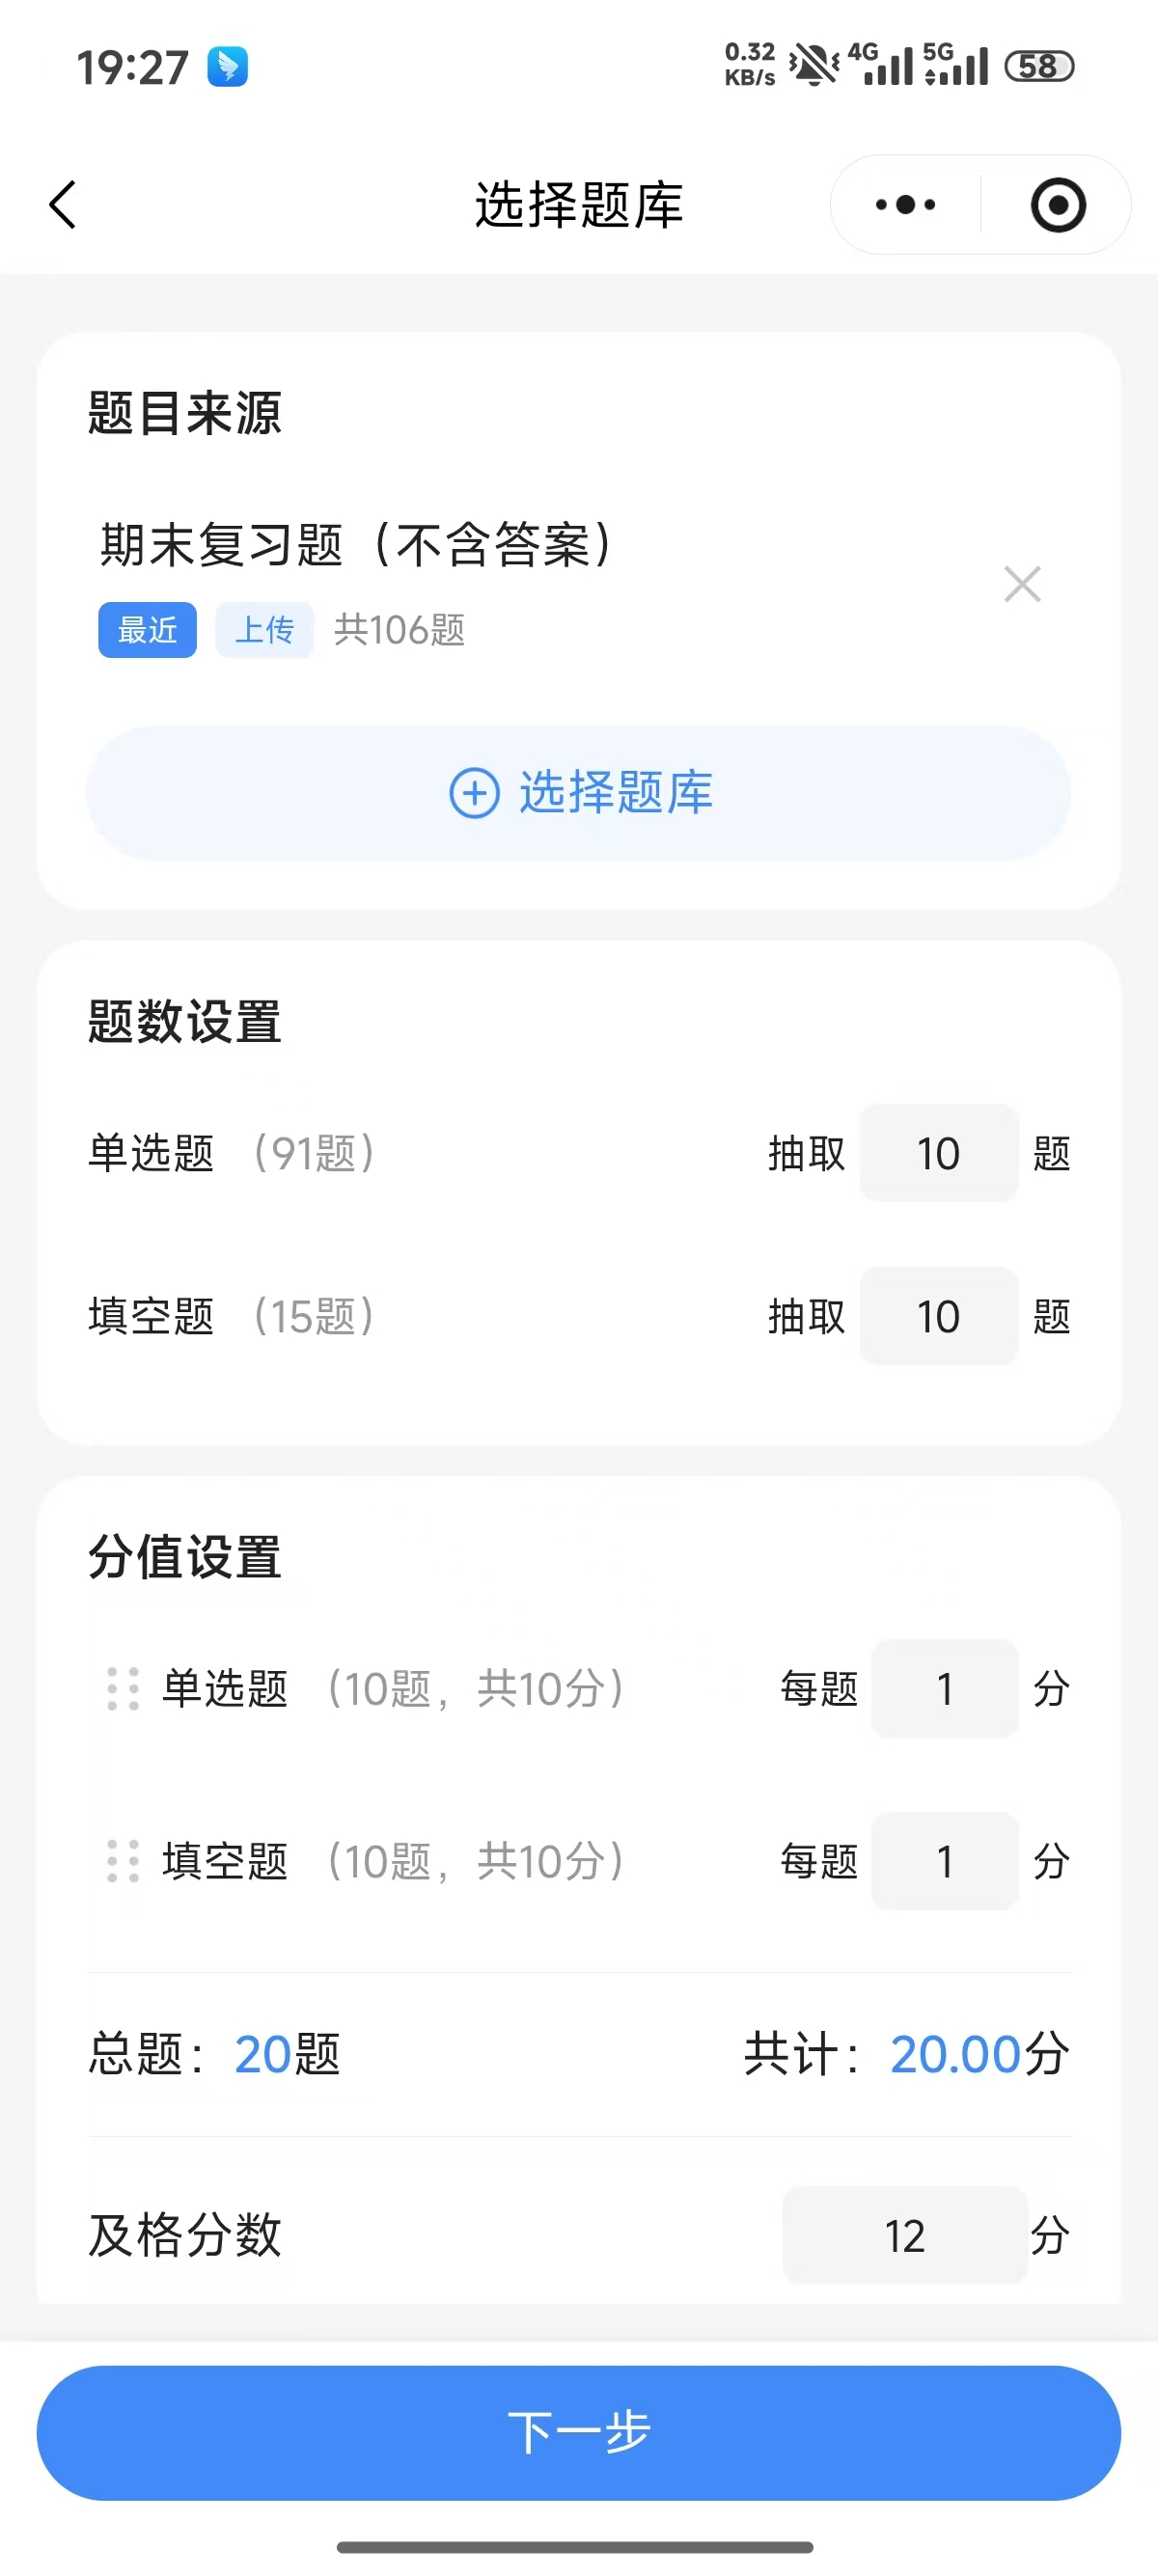 19:27
0.32 KB/s 4G 5G 58
选择题库
题目来源
期末复习题（不含答案）
最近 上传 共106题
选择题库
题数设置
单选题 （91题） 抽取 10 题
填空题 （15题） 抽取 10 题
分值设置
单选题 （10题，共10分） 每题 1 分
填空题 （10题，共10分） 每题 1 分
总题：20题 共计：20.00分
及格分数 12 分
下一步